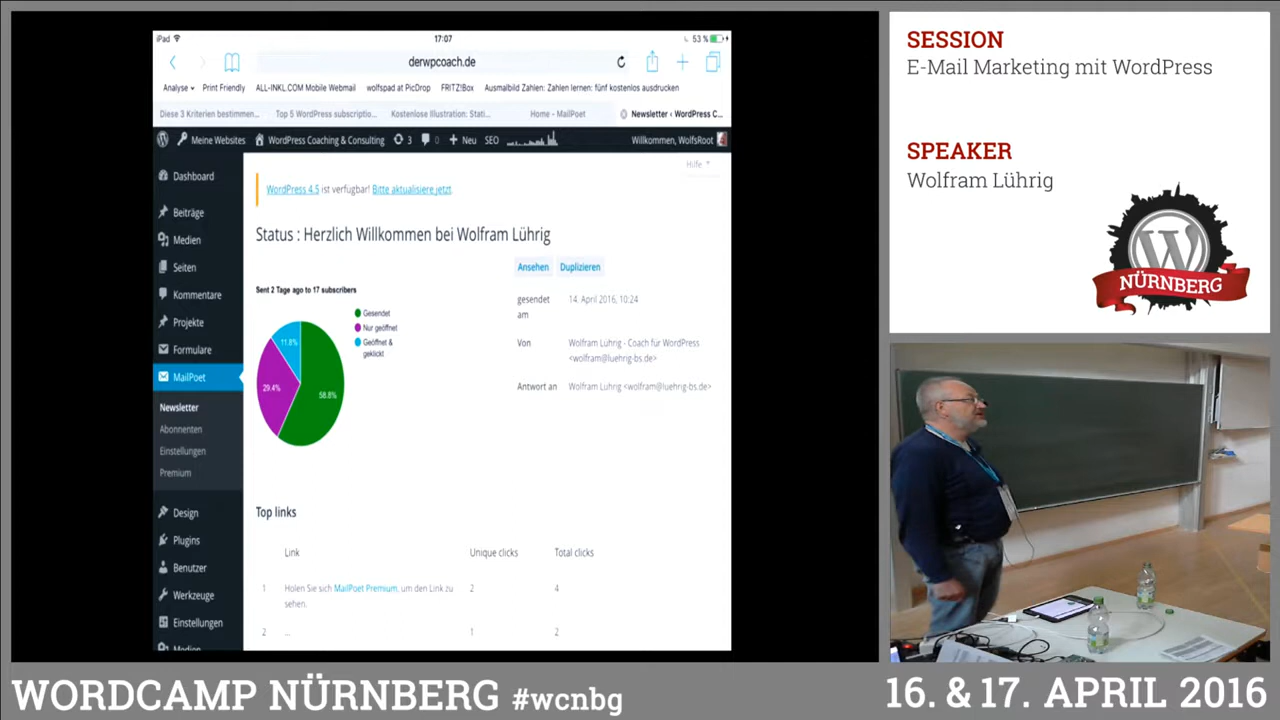 iPad
17:07
53 %
derwpcoach.de
Analyse
Print Friendly
ALL-INKL.COM Mobile Webmail
wolfspad at PicDrop
FRITZ!Box
Ausmalbild Zahlen: Zahlen lernen: fünf kostenlos ausdrucken
Diese 3 Kriterien bestimmen...
Top 5 WordPress subscriptio...
Kostenlose Illustration: Stati...
Home - MailPoet
Newsletter ‹ WordPress C...
Meine Websites
WordPress Coaching & Consulting
3
0
Neu
SEO
Willkommen, WolfsRoot
Dashboard
Beiträge
Medien
Seiten
Kommentare
Projekte
Formulare
MailPoet
Newsletter
Abonnenten
Einstellungen
Premium
Design
Plugins
Benutzer
Werkzeuge
Einstellungen
Medien
Hilfe
WordPress 4.5 ist verfügbar! Bitte aktualisiere jetzt
Status : Herzlich Willkommen bei Wolfram Lührig
Ansehen
Duplizieren
Sent 2 Tage ago to 17 subscribers
Gesendet
Nur geöffnet
Geöffnet &
geklickt
11.8%
29.4%
58.8%
gesendet
am
14. April 2016, 10:24
Von
Wolfram Lührig - Coach für WordPress
<wolfram@luehrig-bs.de>
Antwort an
Wolfram Lührig <wolfram@luehrig-bs.de>
Top links
Link
Unique clicks
Total clicks
1
Holen Sie sich MailPoet Premium, um den Link zu
sehen.
2
4
2
...
1
2
SESSION
E-Mail Marketing mit WordPress
SPEAKER
Wolfram Lührig
W
NÜRNBERG
WORDCAMP NÜRNBERG #wcnbg
16. & 17. APRIL 2016